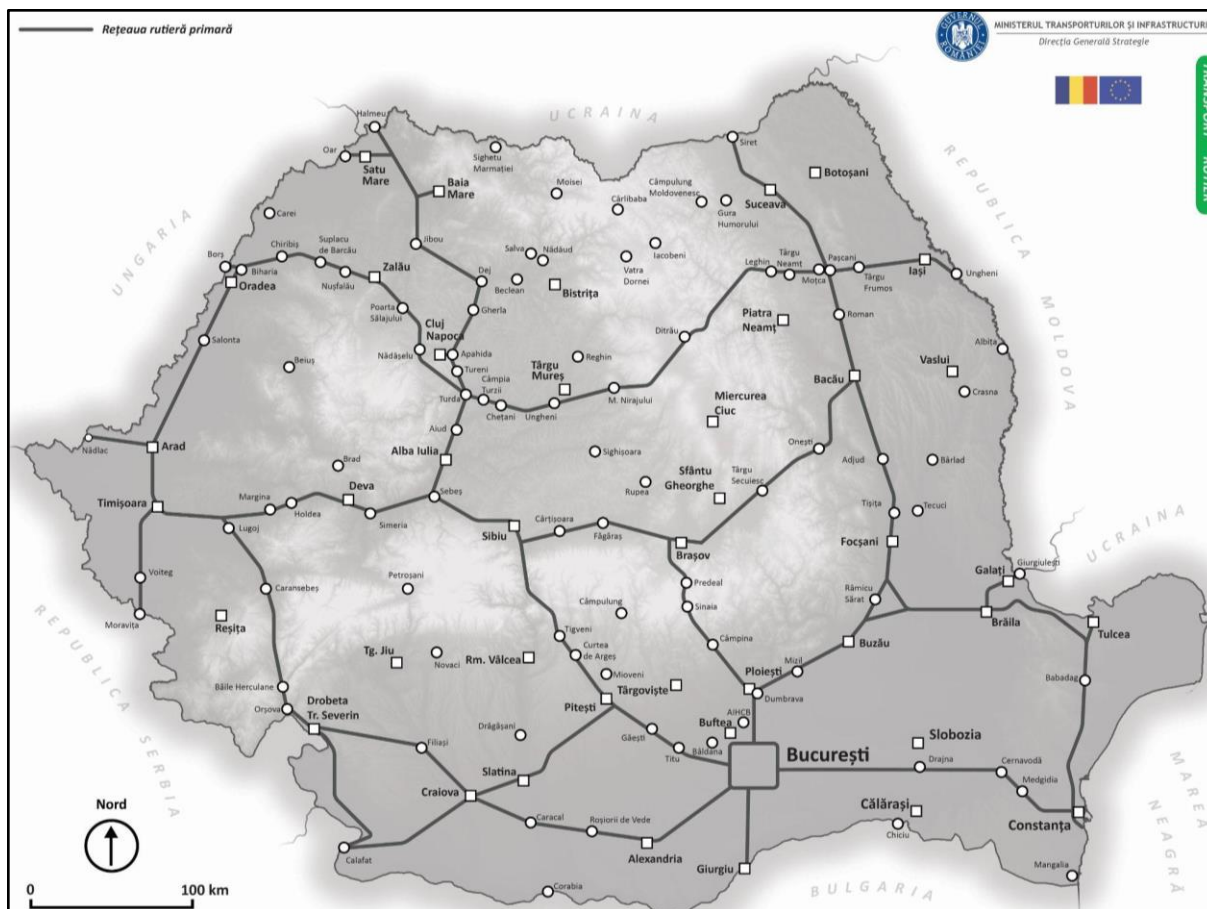 Rețeaua rutieră primară
GUVERNUL ROMÂNIEI
MINISTERUL TRANSPORTURILOR ȘI INFRASTRUCTURII
Direcția Generală Strategie
UCRAINA
Halmeu
Siret
Oar
Satu
Mare
Sighetu
Marmației
Botoșani
REPUBLICA
MOLDOVA
Baia
Mare
Moisei
Cârlibaba
Câmpulung
Moldovenesc
Gura
Humorului
Suceava
UNGARIA
Carei
Jibou
Salva
Năsăud
Iacobeni
Vatra
Dornei
Leghin
Târgu
Neamț
Moțca
Pașcani
Târgu
Frumos
Iași
Ungheni
Borș
Biharia
Chiribiș
Suplacu
de Barcău
Nușfalău
Zalău
Dej
Beclean
Bistrița
Oradea
Poarta
Sălajului
Gherla
Piatra
Neamț
Roman
Salonta
Cluj
Napoca
Nădășelu
Apahida
Ditrău
Albița
Beiuș
Tureni
Câmpia
Turzii
Târgu
Mureș
Reghin
Vaslui
Bacău
Crasna
Turda
Chețani
Ungheni
M. Nirajului
Miercurea
Ciuc
Aiud
Nădlac
Arad
Alba Iulia
Sighișoara
Onești
Adjud
Bârlad
Brad
Sfântu
Gheorghe
Târgu
Secuiesc
Rupea
Timișoara
Margina
Holdea
Deva
Simeria
Sebeș
Tișița
Tecuci
Lugoj
Sibiu
Cârțișoara
Făgăraș
Brașov
Focșani
UCRAINA
Galați
Giurgiulești
Voiteg
Caransebeș
Petroșani
Predeal
Râmicu
Sărat
Moravița
Reșița
Câmpulung
Sinaia
Brăila
Tulcea
REPUBLICA
SERBIA
Tigveni
Câmpina
Buzău
Tg. Jiu
Novaci
Rm. Vâlcea
Curtea
de Argeș
Mioveni
Târgoviște
Ploiești
Mizil
Babadag
Băile Herculane
Orșova
Drobeta
Tr. Severin
Pitești
Dumbrava
AIHCB
Buftea
Filiași
Drăgășani
Găești
Titu
Bâldana
București
Slobozia
Drajna
Cernavodă
Medgidia
Slatina
Craiova
Nord
Caracal
Roșiorii de Vede
Călărași
Chiciu
Constanța
MAREA
NEAGRĂ
Calafat
Alexandria
Giurgiu
Mangalia
Corabia
BULGARIA
0
100 km